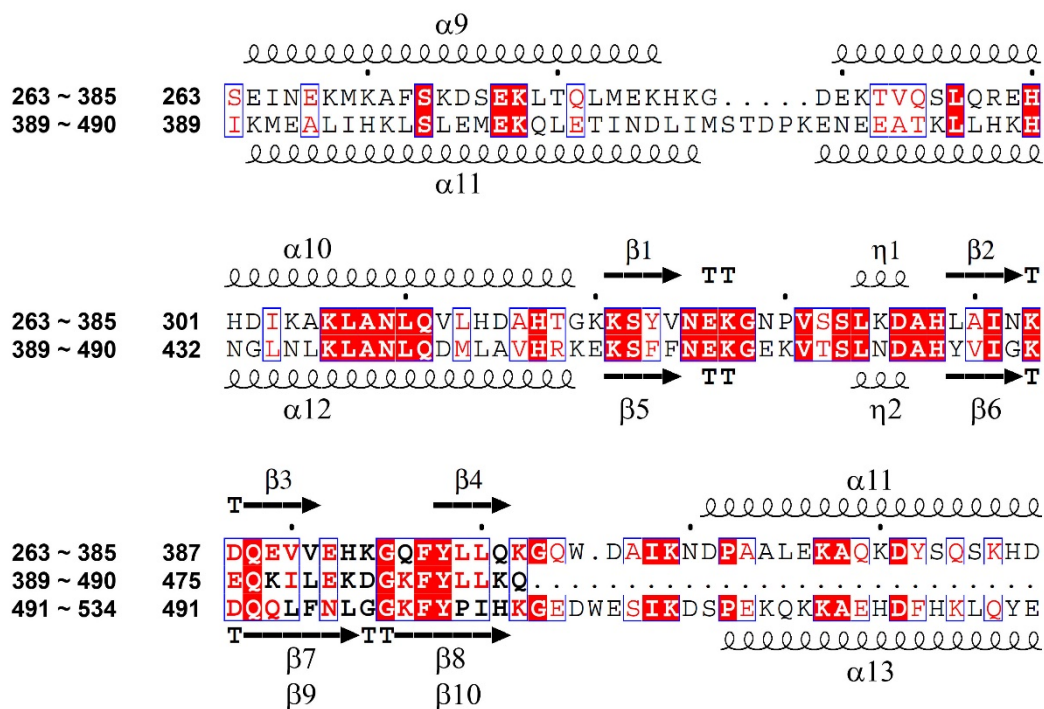 α9
263 ~ 385 263 SEINEKMKAFSKDSEKLTQLMEKHKG.....DEKTVQSLQREH
389 ~ 490 389 IKMEALIHKLSLEMEKQLETINDLIMSTDPKENEEATKLLHKH
α11
α10 β1 TT η1 β2 T
263 ~ 385 301 HDIKAKLANLQVLHDAHTGKKSYVNEKGNPVSSLKDAHLAINK
389 ~ 490 432 NGLNLKLANLQDMLAVHRKEKSFFNEKGEKVTSLNDAHYVIGK
α12 β5 TT η2 β6 T
T β3 β4 α11
263 ~ 385 387 DQEVVEHKGQFYLLQKGQW.DAIKNDPAALEKAQKDYSQSKHD
389 ~ 490 475 EQKILEKDGKFYLLKQ...........................
491 ~ 534 491 DQQLFNLGGKFYPIHKGEDWESIKDSPEKQKKAEHDFHKLQYE
T β7 TT β8 α13
β9 β10